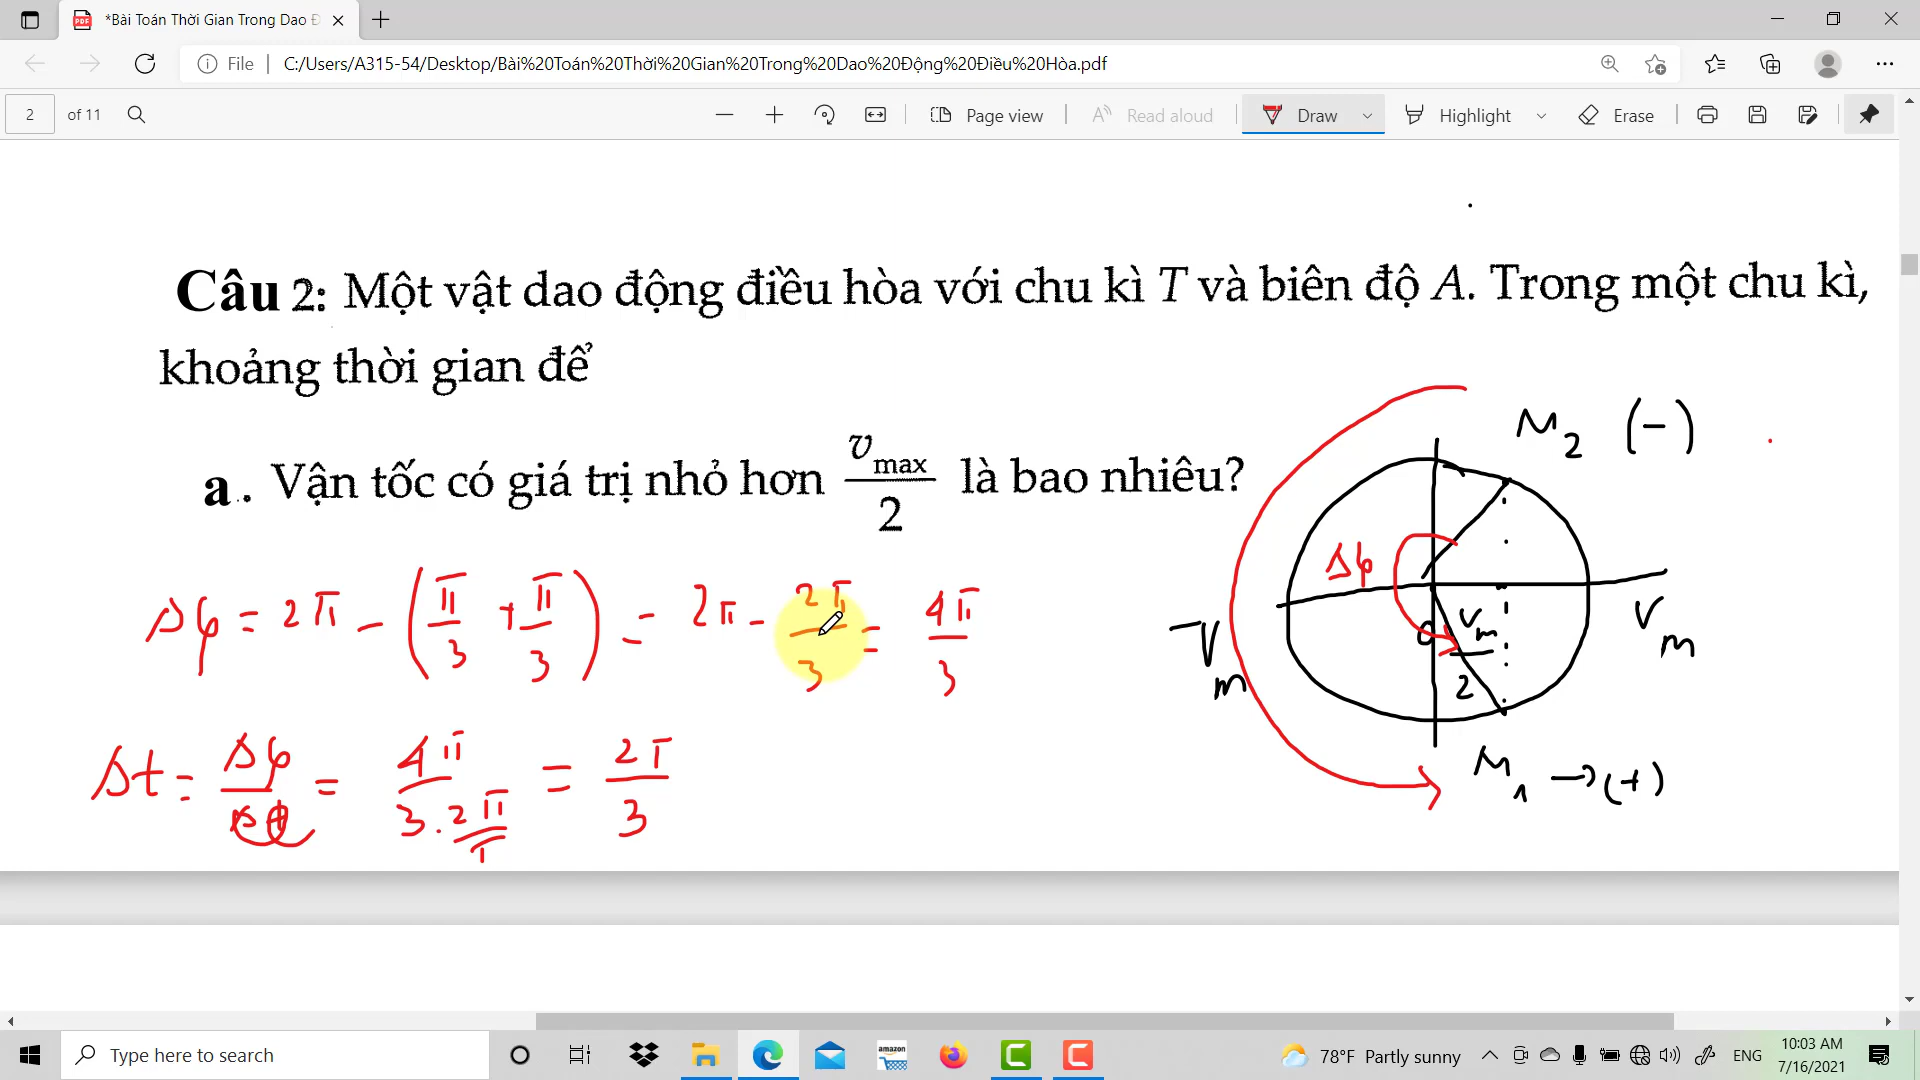 *Bài Toán Thời Gian Trong Dao Đ
File
C:/Users/A315-54/Desktop/Bài%20Toán%20Thời%20Gian%20Trong%20Dao%20Động%20Điều%20Hòa.pdf
2 of 11
Page view
Read aloud
Draw
Highlight
Erase
Câu 2: Một vật dao động điều hòa với chu kì T và biên độ A. Trong một chu kì,
khoảng thời gian để
a. Vận tốc có giá trị nhỏ hơn v_max/2 là bao nhiêu?
M₂ (-)
Δφ = 2π - (π/3 + π/3) = 2π - 2π/3 = 4π/3
Δφ
-Vm
0
Vm/2
Vm
Δt = Δφ/ = 4π/(3.2π/T) = 2T/3
M₁ → (+)
Type here to search
amazon
78°F Partly sunny
ENG
10:03 AM
7/16/2021